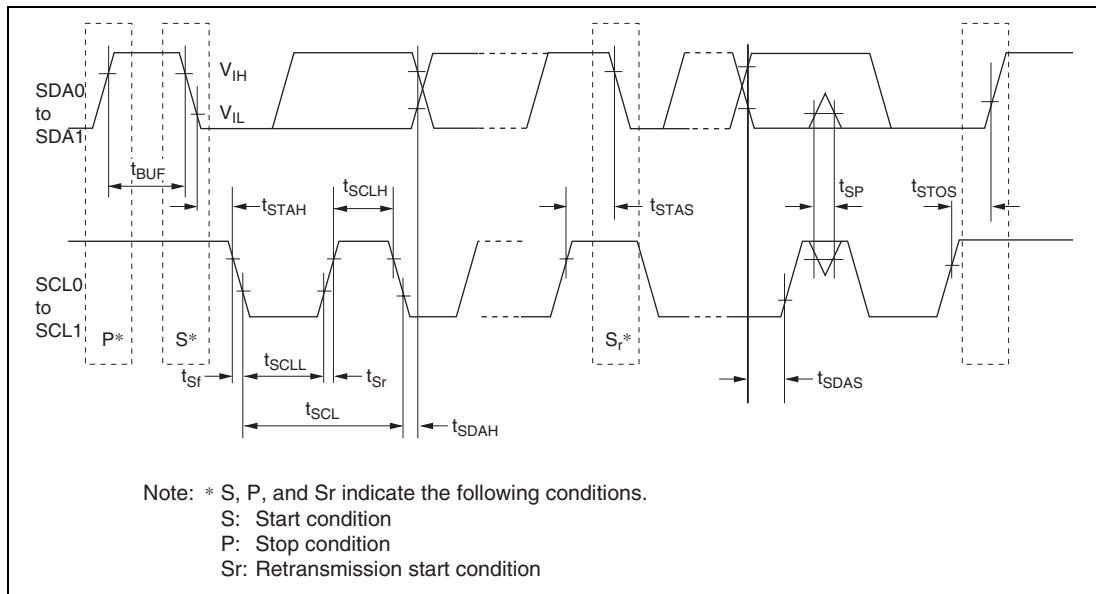 SDA0
to
SDA1
V_IH
V_IL
t_BUF
t_STAH
t_SCLH
t_STAS
t_SP
t_STOS
SCL0
to
SCL1
P*
S*
S_r*
t_Sf
t_SCLL
t_Sr
t_SCL
t_SDAH
t_SDAS
Note: * S, P, and Sr indicate the following conditions.
S: Start condition
P: Stop condition
Sr: Retransmission start condition